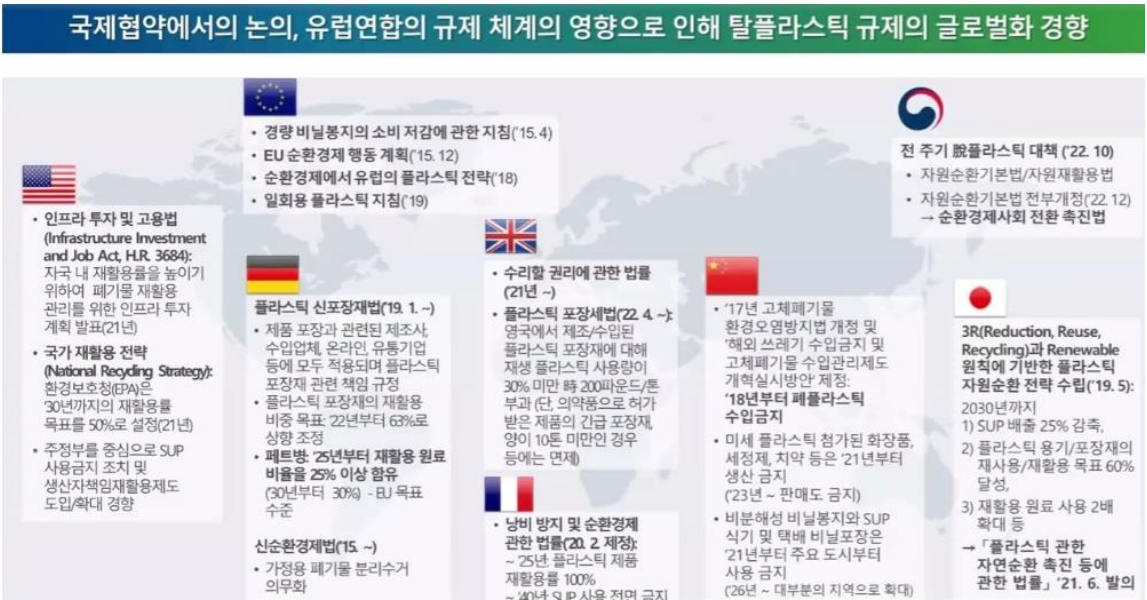 국제협약에서의 논의, 유럽연합의 규제 체계의 영향으로 인해 탈플라스틱 규제의 글로벌화 경향
• 경량 비닐봉지의 소비 저감에 관한 지침('15. 4)
• EU 순환경제 행동 계획('15. 12)
• 순환경제에서 유럽의 플라스틱 전략('18)
• 일회용 플라스틱 지침('19)
전 주기 脫플라스틱 대책 ('22. 10)
• 자원순환기본법/자원재활용법
• 자원순환기본법 전부개정('22. 12)
→ 순환경제사회 전환 촉진법
• 인프라 투자 및 고용법
(Infrastructure Investment
and Job Act, H.R. 3684):
자국 내 재활용률을 높이기
위하여 폐기물 재활용
관리를 위한 인프라 투자
계획 발표(21년)
• 국가 재활용 전략
(National Recycling Strategy):
환경보호청(EPA)은
'30년까지의 재활용률
목표를 50%로 설정(21년)
• 주정부를 중심으로 SUP
사용금지 조치 및
생산자책임재활용제도
도입/확대 경향
플라스틱 신포장재법('19. 1. ~)
• 제품 포장과 관련된 제조사,
수입업체, 온라인, 유통기업
등에 모두 적용되며 플라스틱
포장재 관련 책임 규정
• 플라스틱 포장재의 재활용
비중 목표: '22년부터 63%로
상향 조정
• 페트병: '25년부터 재활용 원료
비율을 25% 이상 함유
('30년부터 30%) - EU 목표
수준
신순환경제법('15. ~)
• 가정용 폐기물 분리수거
의무화
• 수리할 권리에 관한 법률
('21년 ~)
• 플라스틱 포장세법('22. 4. ~):
영국에서 제조/수입된
플라스틱 포장재에 대해
재생 플라스틱 사용량이
30% 미만 時 200파운드/톤
부과 (단, 의약품으로 허가
받은 제품의 긴급 포장재,
양이 10톤 미만인 경우
등에는 면제)
• 낭비 방지 및 순환경제
관한 법률('20. 2. 제정):
~ '25년: 플라스틱 제품
재활용률 100%
~ '40년: SUP 사용 전면 금지
• '17년 고체폐기물
환경오염방지법 개정 및
'해외 쓰레기 수입금지 및
고체폐기물 수입관리제도
개혁실시방안' 제정:
'18년부터 폐플라스틱
수입금지
• 미세 플라스틱 첨가된 화장품,
세정제, 치약 등은 '21년부터
생산 금지
('23년 ~ 판매도 금지)
• 비분해성 비닐봉지와 SUP
식기 및 택배 비닐포장은
'21년부터 주요 도시부터
사용 금지
('26년 ~ 대부분의 지역으로 확대)
3R(Reduction, Reuse,
Recycling)과 Renewable
원칙에 기반한 플라스틱
자원순환 전략 수립('19. 5):
2030년까지
1) SUP 배출 25% 감축,
2) 플라스틱 용기/포장재의
재사용/재활용 목표 60%
달성,
3) 재활용 원료 사용 2배
확대 등
→ 「플라스틱 관한
자연순환 촉진 등에
관한 법률」 '21. 6. 발의